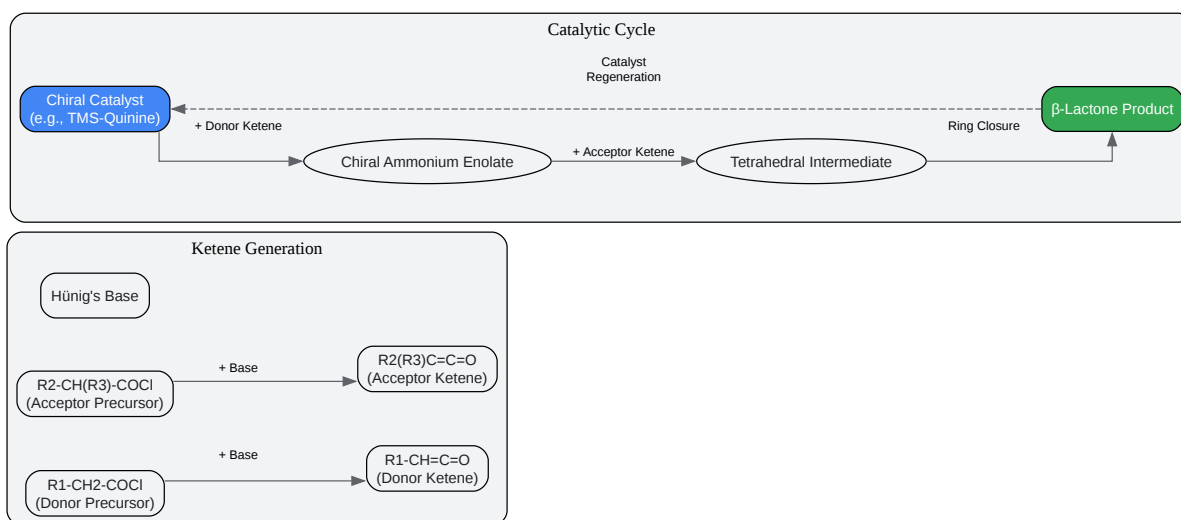 Catalytic Cycle
Catalyst
Regeneration
Chiral Catalyst
(e.g., TMS-Quinine)
β-Lactone Product
+ Donor Ketene
Ring Closure
Chiral Ammonium Enolate
+ Acceptor Ketene
Tetrahedral Intermediate
Ketene Generation
Hünig's Base
R2-CH(R3)-COCl
(Acceptor Precursor)
+ Base
R2(R3)C=C=O
(Acceptor Ketene)
R1-CH2-COCl
(Donor Precursor)
+ Base
R1-CH=C=O
(Donor Ketene)